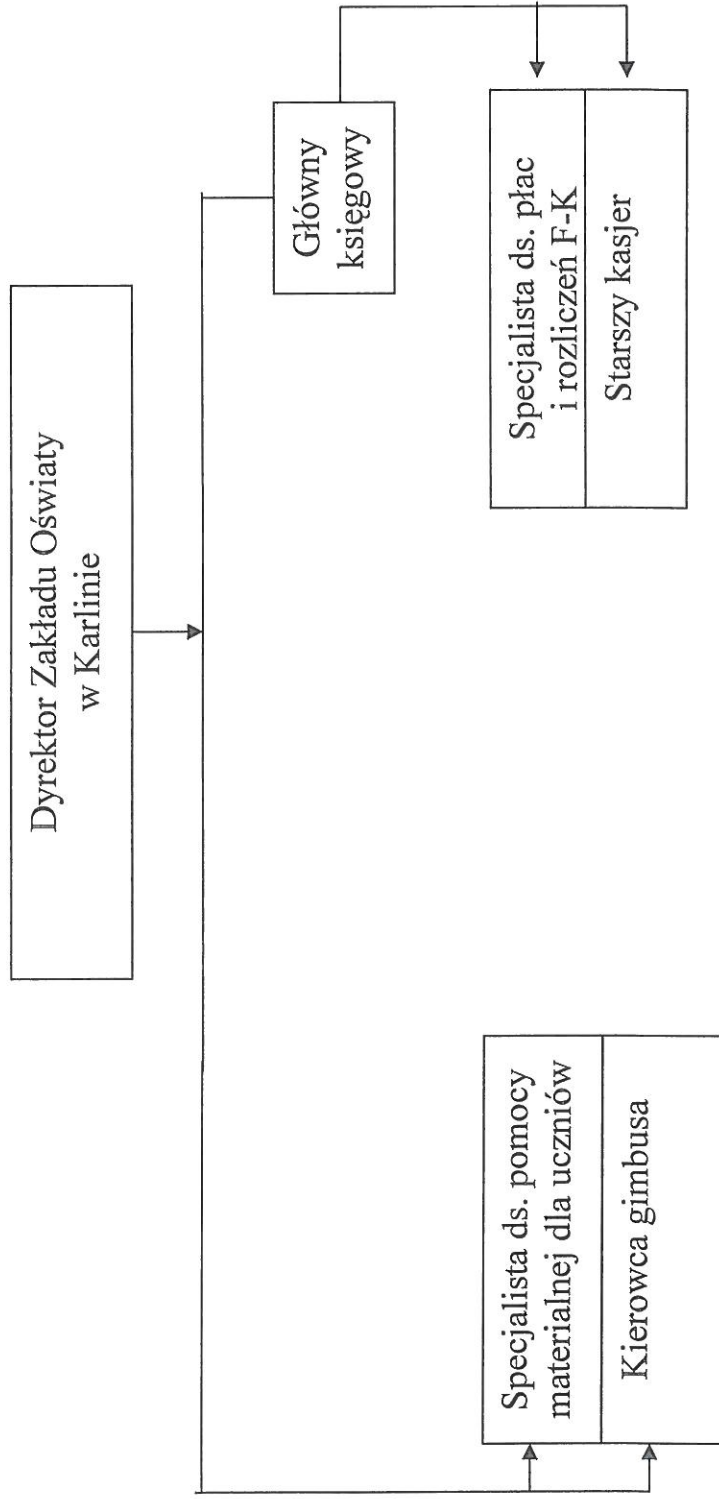 Dyrektor Zakładu Oświaty
w Karlinie
Główny
księgowy
Specjalista ds. pomocy
materialnej dla uczniów
Kierowca gimbusa
Specjalista ds. płac
i rozliczeń F-K
Starszy kasjer